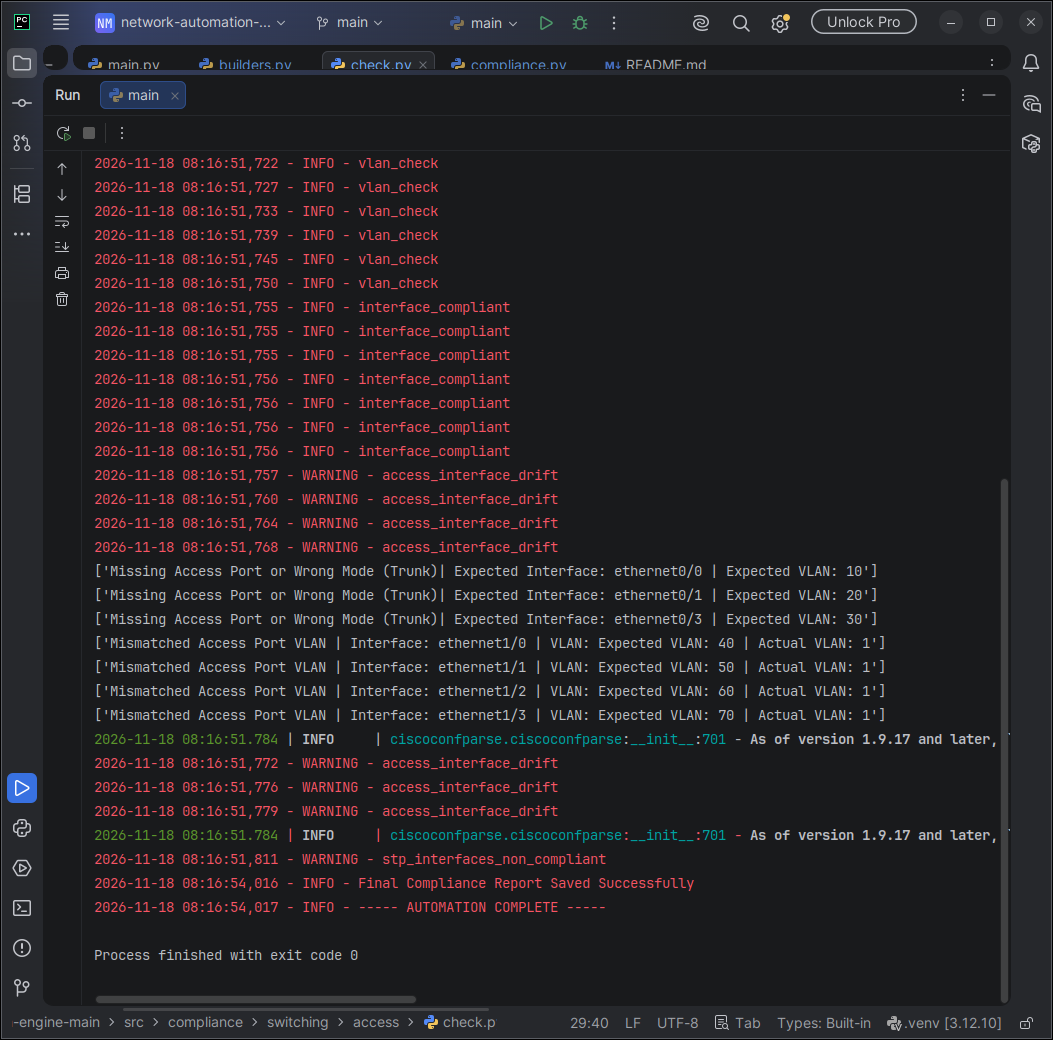 PC
NM network-automation-... main main Unlock Pro
main.py builders.py check.py compliance.py M↓ README.md
Run main
2026-11-18 08:16:51,722 - INFO - vlan_check
2026-11-18 08:16:51,727 - INFO - vlan_check
2026-11-18 08:16:51,733 - INFO - vlan_check
2026-11-18 08:16:51,739 - INFO - vlan_check
2026-11-18 08:16:51,745 - INFO - vlan_check
2026-11-18 08:16:51,750 - INFO - vlan_check
2026-11-18 08:16:51,755 - INFO - interface_compliant
2026-11-18 08:16:51,755 - INFO - interface_compliant
2026-11-18 08:16:51,755 - INFO - interface_compliant
2026-11-18 08:16:51,756 - INFO - interface_compliant
2026-11-18 08:16:51,756 - INFO - interface_compliant
2026-11-18 08:16:51,756 - INFO - interface_compliant
2026-11-18 08:16:51,756 - INFO - interface_compliant
2026-11-18 08:16:51,757 - WARNING - access_interface_drift
2026-11-18 08:16:51,760 - WARNING - access_interface_drift
2026-11-18 08:16:51,764 - WARNING - access_interface_drift
2026-11-18 08:16:51,768 - WARNING - access_interface_drift
['Missing Access Port or Wrong Mode (Trunk)| Expected Interface: ethernet0/0 | Expected VLAN: 10']
['Missing Access Port or Wrong Mode (Trunk)| Expected Interface: ethernet0/1 | Expected VLAN: 20']
['Missing Access Port or Wrong Mode (Trunk)| Expected Interface: ethernet0/3 | Expected VLAN: 30']
['Mismatched Access Port VLAN | Interface: ethernet1/0 | VLAN: Expected VLAN: 40 | Actual VLAN: 1']
['Mismatched Access Port VLAN | Interface: ethernet1/1 | VLAN: Expected VLAN: 50 | Actual VLAN: 1']
['Mismatched Access Port VLAN | Interface: ethernet1/2 | VLAN: Expected VLAN: 60 | Actual VLAN: 1']
['Mismatched Access Port VLAN | Interface: ethernet1/3 | VLAN: Expected VLAN: 70 | Actual VLAN: 1']
2026-11-18 08:16:51.784 | INFO     | ciscoconfparse.ciscoconfparse:__init__:701 - As of version 1.9.17 and later,
2026-11-18 08:16:51,772 - WARNING - access_interface_drift
2026-11-18 08:16:51,776 - WARNING - access_interface_drift
2026-11-18 08:16:51,779 - WARNING - access_interface_drift
2026-11-18 08:16:51.784 | INFO     | ciscoconfparse.ciscoconfparse:__init__:701 - As of version 1.9.17 and later,
2026-11-18 08:16:51,811 - WARNING - stp_interfaces_non_compliant
2026-11-18 08:16:54,016 - INFO - Final Compliance Report Saved Successfully
2026-11-18 08:16:54,017 - INFO - ----- AUTOMATION COMPLETE -----
Process finished with exit code 0
-engine-main > src > compliance > switching > access > check.p 29:40 LF UTF-8 Tab Types: Built-in .venv [3.12.10]